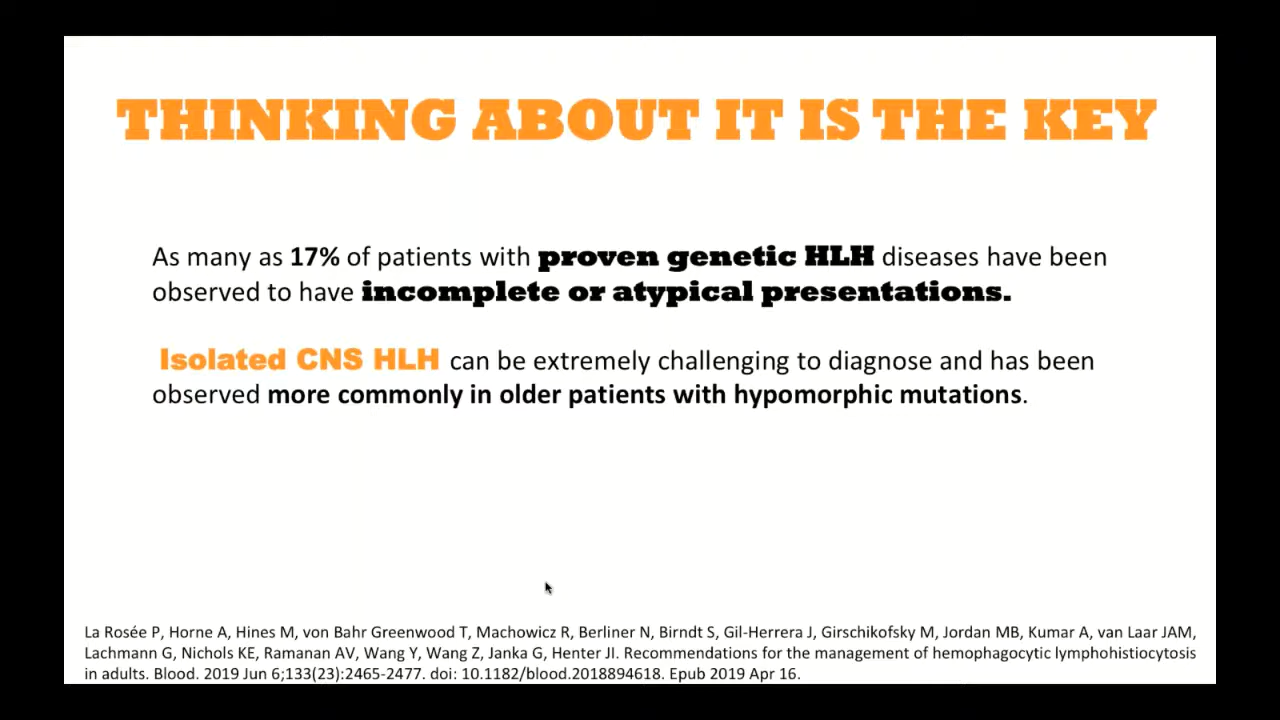 THINKING ABOUT IT IS THE KEY
As many as 17% of patients with proven genetic HLH diseases have been
observed to have incomplete or atypical presentations.
Isolated CNS HLH can be extremely challenging to diagnose and has been
observed more commonly in older patients with hypomorphic mutations.
La Rosée P, Horne A, Hines M, von Bahr Greenwood T, Machowicz R, Berliner N, Birndt S, Gil-Herrera J, Girschikofsky M, Jordan MB, Kumar A, van Laar JAM,
Lachmann G, Nichols KE, Ramanan AV, Wang Y, Wang Z, Janka G, Henter JI. Recommendations for the management of hemophagocytic lymphohistiocytosis
in adults. Blood. 2019 Jun 6;133(23):2465-2477. doi: 10.1182/blood.2018894618. Epub 2019 Apr 16.